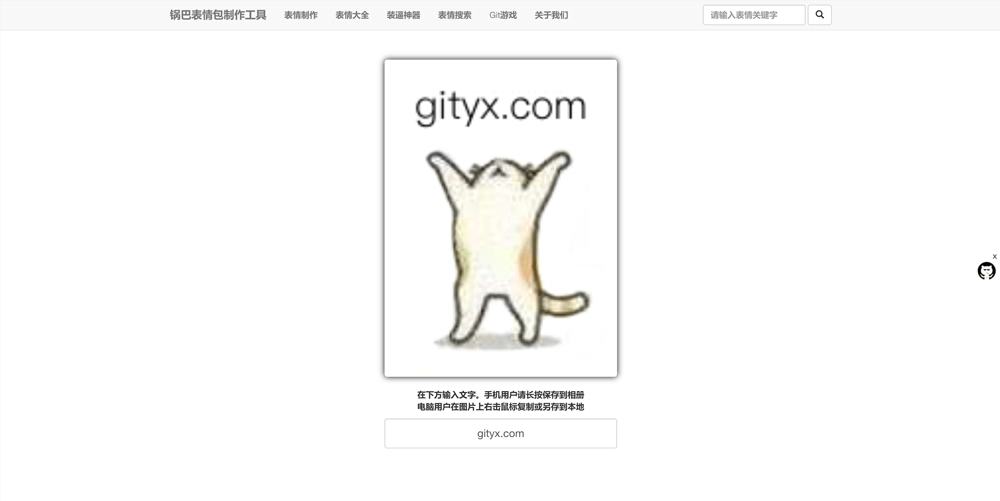 锅巴表情包制作工具
表情制作
表情大全
装逼神器
表情搜索
Git游戏
关于我们
请输入表情关键字
gityx.com
x
在下方输入文字。手机用户请长按保存到相册
电脑用户在图片上右击鼠标复制或另存到本地
gityx.com